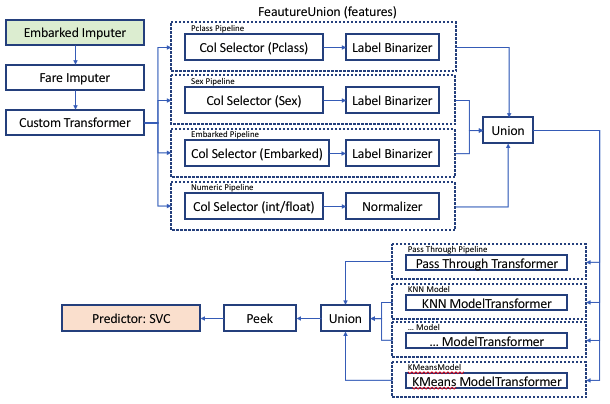 FeautureUnion (features)
Embarked Imputer
Fare Imputer
Custom Transformer
Pclass Pipeline
Col Selector (Pclass)
Label Binarizer
Sex Pipeline
Col Selector (Sex)
Label Binarizer
Embarked Pipeline
Col Selector (Embarked)
Label Binarizer
Numeric Pipeline
Col Selector (int/float)
Normalizer
Union
Pass Through Pipeline
Pass Through Transformer
KNN Model
KNN ModelTransformer
... Model
... ModelTransformer
KMeansModel
KMeans ModelTransformer
Union
Peek
Predictor: SVC